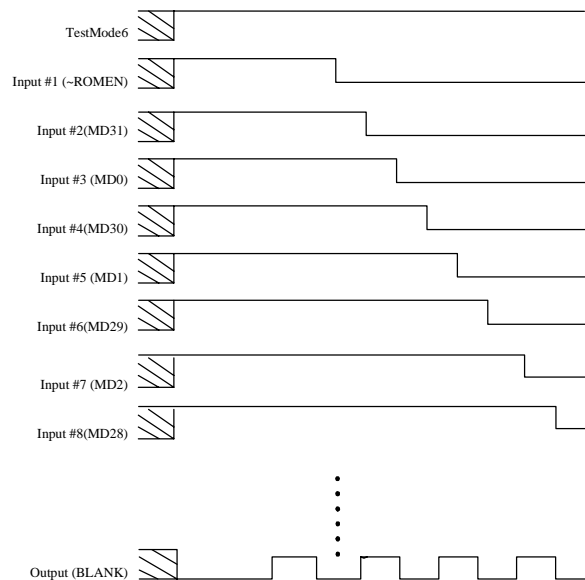 TestMode6
Input #1 (~ROMEN)
Input #2(MD31)
Input #3 (MD0)
Input #4(MD30)
Input #5 (MD1)
Input #6(MD29)
Input #7 (MD2)
Input #8(MD28)
Output (BLANK)